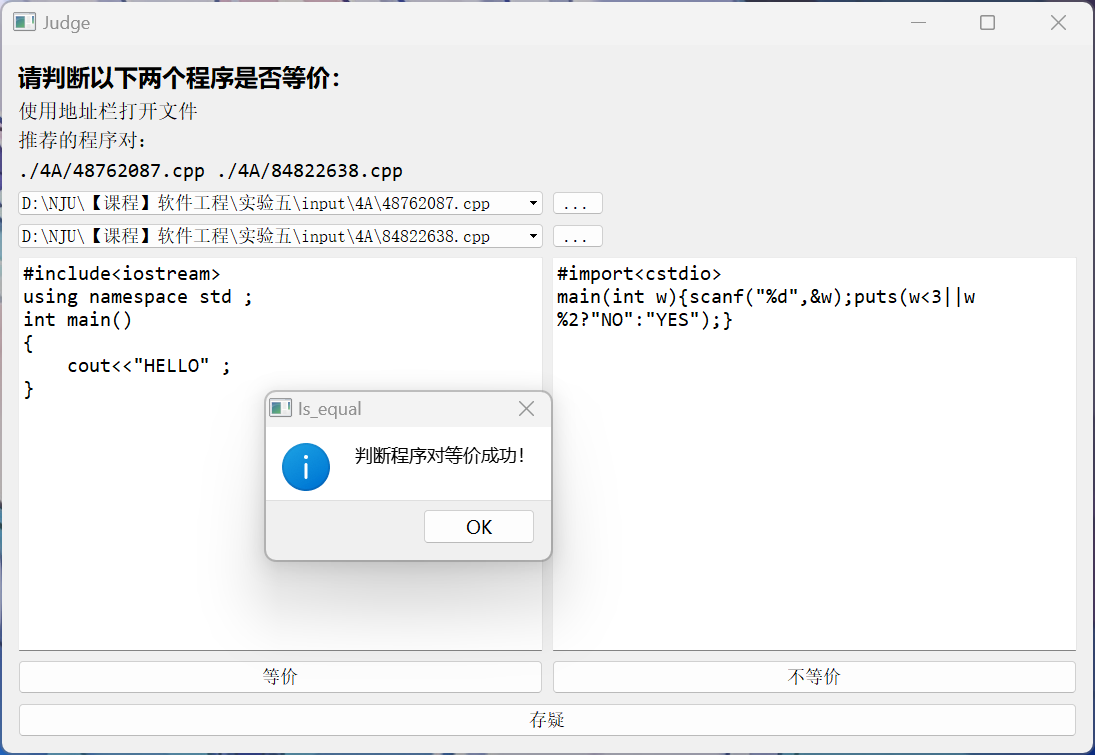 Judge
请判断以下两个程序是否等价：
使用地址栏打开文件
推荐的程序对：
./4A/48762087.cpp ./4A/84822638.cpp
D:\NJU\【课程】软件工程\实验五\input\4A\48762087.cpp
...
D:\NJU\【课程】软件工程\实验五\input\4A\84822638.cpp
...
#include<iostream>
using namespace std ;
int main()
{
    cout<<"HELLO" ;
}
#import<cstdio>
main(int w){scanf("%d",&w);puts(w<3||w
%2?"NO":"YES");}
Is_equal
判断程序对等价成功！
OK
等价
不等价
存疑